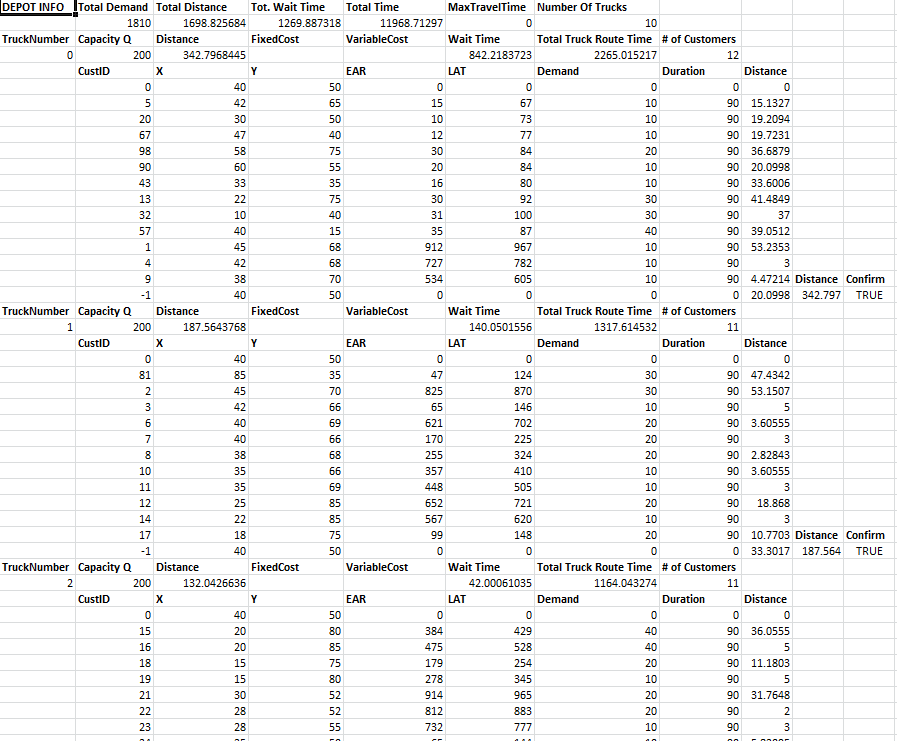 DEPOT INFO Total Demand Total Distance Tot. Wait Time Total Time MaxTravelTime Number Of Trucks
1810 1698.825684 1269.887318 11968.71297 0 10
TruckNumber Capacity Q Distance FixedCost VariableCost Wait Time Total Truck Route Time # of Customers
0 200 342.7968445 842.2183723 2265.015217 12
CustID X Y EAR LAT Demand Duration Distance
0 40 50 0 0 0 0 0
5 42 65 15 67 10 90 15.1327
20 30 50 10 73 10 90 19.2094
67 47 40 12 77 10 90 19.7231
98 58 75 30 84 20 90 36.6879
90 60 55 20 84 10 90 20.0998
43 33 35 16 80 10 90 33.6006
13 22 75 30 92 30 90 41.4849
32 10 40 31 100 30 90 37
57 40 15 35 87 40 90 39.0512
1 45 68 912 967 10 90 53.2353
4 42 68 727 782 10 90 3
9 38 70 534 605 10 90 4.47214 Distance Confirm
-1 40 50 0 0 0 0 20.0998 342.797 TRUE
TruckNumber Capacity Q Distance FixedCost VariableCost Wait Time Total Truck Route Time # of Customers
1 200 187.5643768 140.0501556 1317.614532 11
CustID X Y EAR LAT Demand Duration Distance
0 40 50 0 0 0 0 0
81 85 35 47 124 30 90 47.4342
2 45 70 825 870 30 90 53.1507
3 42 66 65 146 10 90 5
6 40 69 621 702 20 90 3.60555
7 40 66 170 225 20 90 3
8 38 68 255 324 20 90 2.82843
10 35 66 357 410 10 90 3.60555
11 35 69 448 505 10 90 3
12 25 85 652 721 20 90 18.868
14 22 85 567 620 10 90 3
17 18 75 99 148 20 90 10.7703 Distance Confirm
-1 40 50 0 0 0 0 33.3017 187.564 TRUE
TruckNumber Capacity Q Distance FixedCost VariableCost Wait Time Total Truck Route Time # of Customers
2 200 132.0426636 42.00061035 1164.043274 11
CustID X Y EAR LAT Demand Duration Distance
0 40 50 0 0 0 0 0
15 20 80 384 429 40 90 36.0555
16 20 85 475 528 40 90 5
18 15 75 179 254 20 90 11.1803
19 15 80 278 345 10 90 5
21 30 52 914 965 20 90 31.7648
22 28 52 812 883 20 90 2
23 28 55 732 777 10 90 3